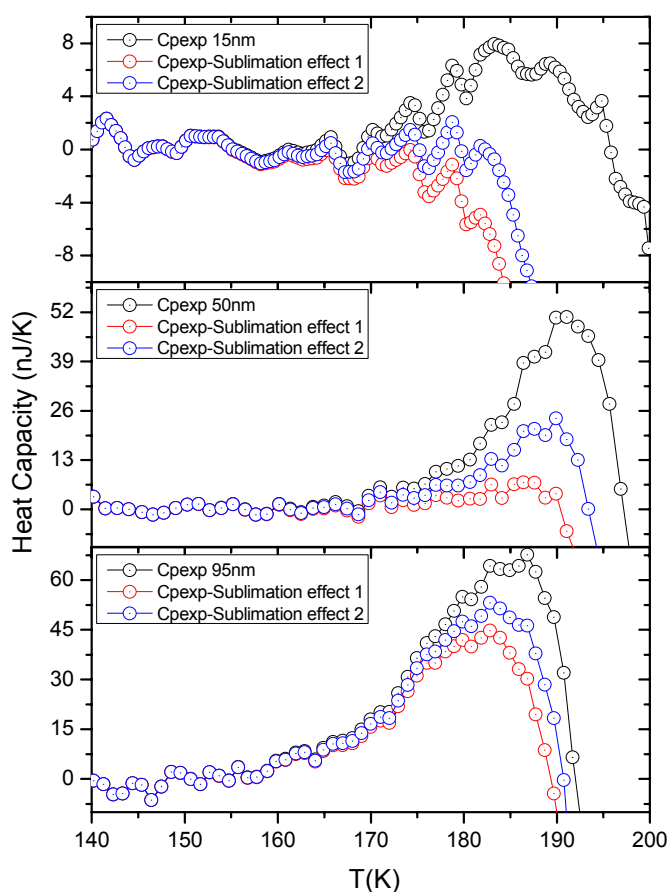 8
4
0
-4
-8
Cpexp 15nm
Cpexp-Sublimation effect 1
Cpexp-Sublimation effect 2
52
39
26
13
0
Cpexp 50nm
Cpexp-Sublimation effect 1
Cpexp-Sublimation effect 2
Heat Capacity (nJ/K)
60
45
30
15
0
Cpexp 95nm
Cpexp-Sublimation effect 1
Cpexp-Sublimation effect 2
140 150 160 170 180 190 200
T(K)